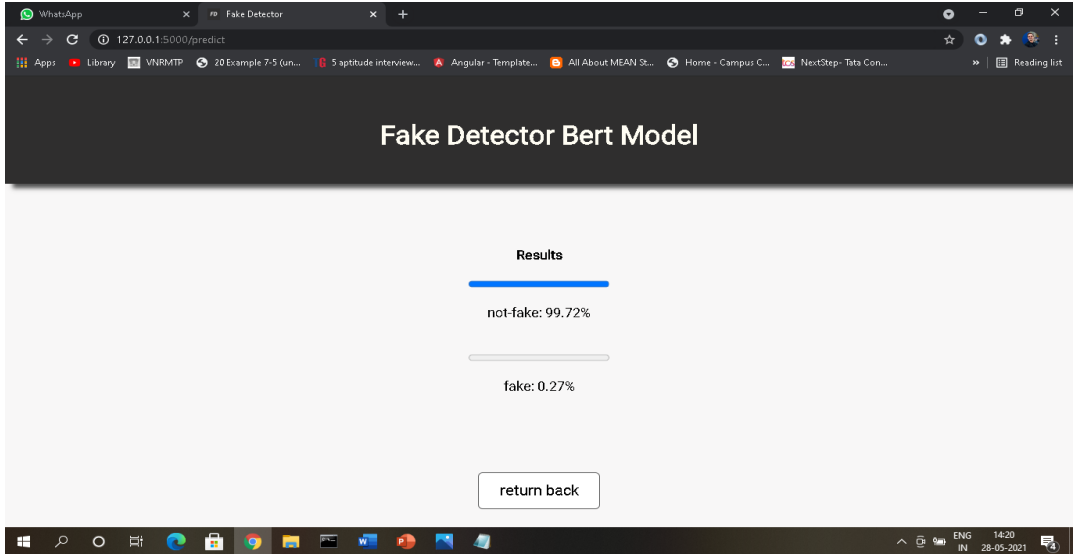 WhatsApp
FD Fake Detector
127.0.0.1:5000/predict
Apps Library VNRMTP 20 Example 7-5 (un... 5 aptitude interview... Angular - Template... All About MEAN St... Home - Campus C... tcs NextStep- Tata Con... » Reading list
Fake Detector Bert Model
Results
not-fake: 99.72%
fake: 0.27%
return back
ENG 14:20
IN 28-05-2021
4